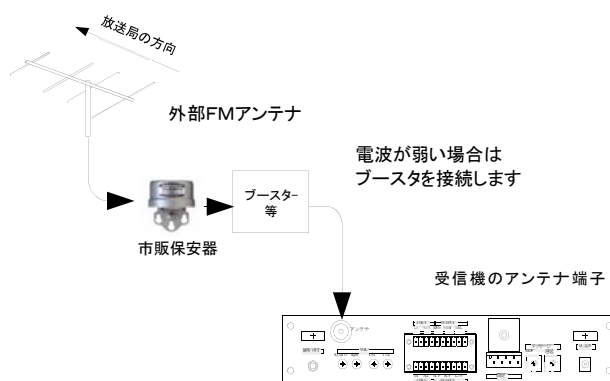 放送局の方向
外部FMアンテナ
電波が弱い場合は
ブースタを接続します
ブースター
等
市販保安器
受信機のアンテナ端子
アンテナ